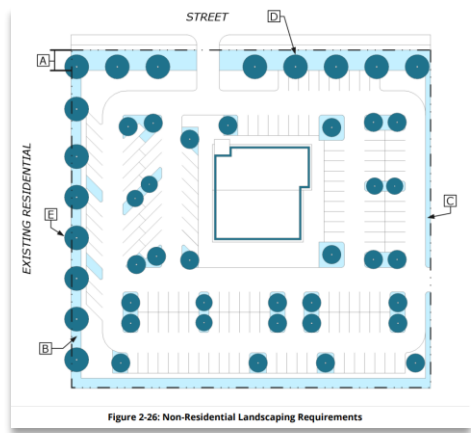 STREET
D
A
EXISTING RESIDENTIAL
C
E
B
Figure 2-26: Non-Residential Landscaping Requirements